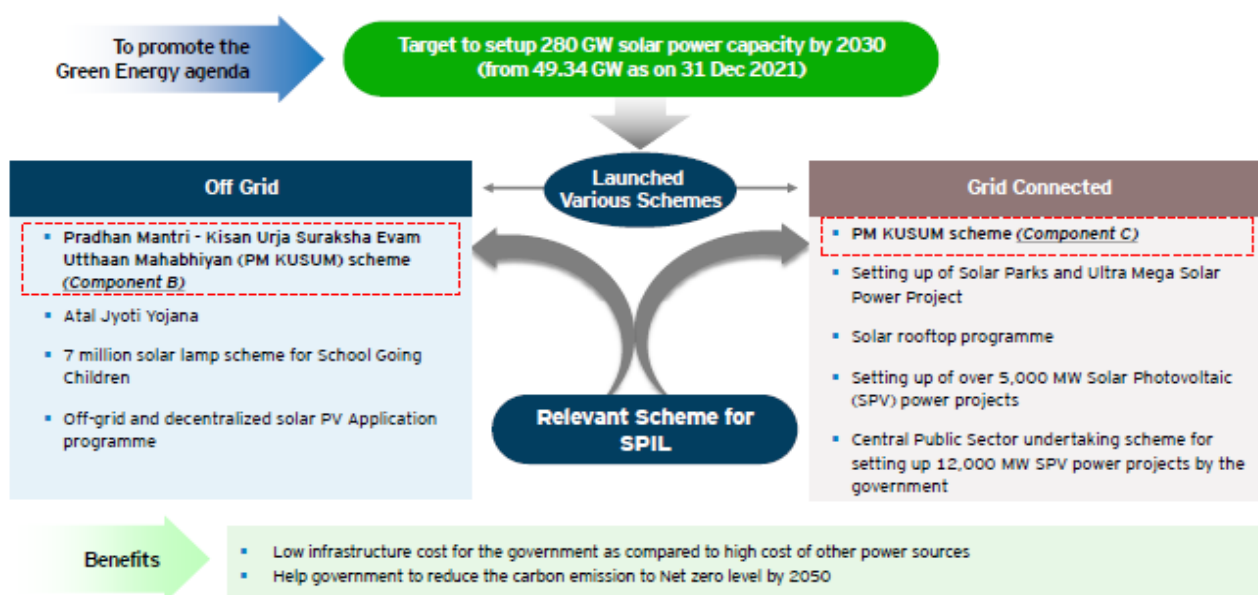 To promote the
Green Energy agenda
Target to setup 280 GW solar power capacity by 2030
(from 49.34 GW as on 31 Dec 2021)
Launched
Various Schemes
Off Grid
▪ Pradhan Mantri - Kisan Urja Suraksha Evam
Utthaan Mahabhiyan (PM KUSUM) scheme
(Component B)
▪ Atal Jyoti Yojana
▪ 7 million solar lamp scheme for School Going
Children
▪ Off-grid and decentralized solar PV Application
programme
Grid Connected
▪ PM KUSUM scheme (Component C)
▪ Setting up of Solar Parks and Ultra Mega Solar
Power Project
▪ Solar rooftop programme
▪ Setting up of over 5,000 MW Solar Photovoltaic
(SPV) power projects
▪ Central Public Sector undertaking scheme for
setting up 12,000 MW SPV power projects by the
government
Relevant Scheme for
SPIL
Benefits
▪ Low infrastructure cost for the government as compared to high cost of other power sources
▪ Help government to reduce the carbon emission to Net zero level by 2050